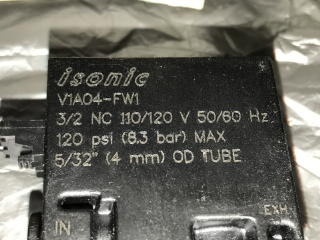 isonic
V1A04-FW1
3/2 NC 110/120 V 50/60 Hz
120 psi (8.3 bar) MAX
5/32" (4 mm) OD TUBE
IN
EXH